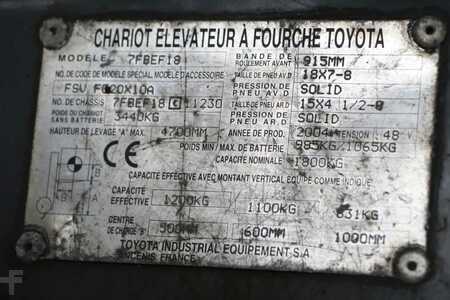 CHARIOT ELEVATEUR À FOURCHE TOYOTA
MODELE 7FBEF18 BANDE DE ROULEMENT AVANT 915MM
NO. DE CODE DE MODELE SPECIAL, MODELE D'ACCESSOIRE TAILLE DE PNEU AV.D 18X7-8
FSV 20X10A PRESSION DE PNEU AV.D SOLID
NO. DE CHASSIS 7FBEF18 C 11230 TAILLE DE PNEU AR.D 15X4 1/2-8
POIDS DU CHARIOT 3440KG PRESSION DE PNEU AR.D SOLID
HAUTEUR DE LEVAGE "A" MAX. 4700MM ANNEE DE PROD. 2004 TENSION 48
POIDS MIN./ MAX. DE BATTERIE 985KG/1065KG
CE CAPACITE NOMINALE 1800KG
CAPACITE EFFECTIVE AVEC MONTANT VERTICAL EQUIPE COMME INDIQUE
CAPACITE EFFECTIVE 1200KG 1100KG 831KG
CENTRE DE CHARGE "B" 500MM 600MM 1000MM
TOYOTA INDUSTRIAL EQUIPEMENT S.A
ANCENIS FRANCE